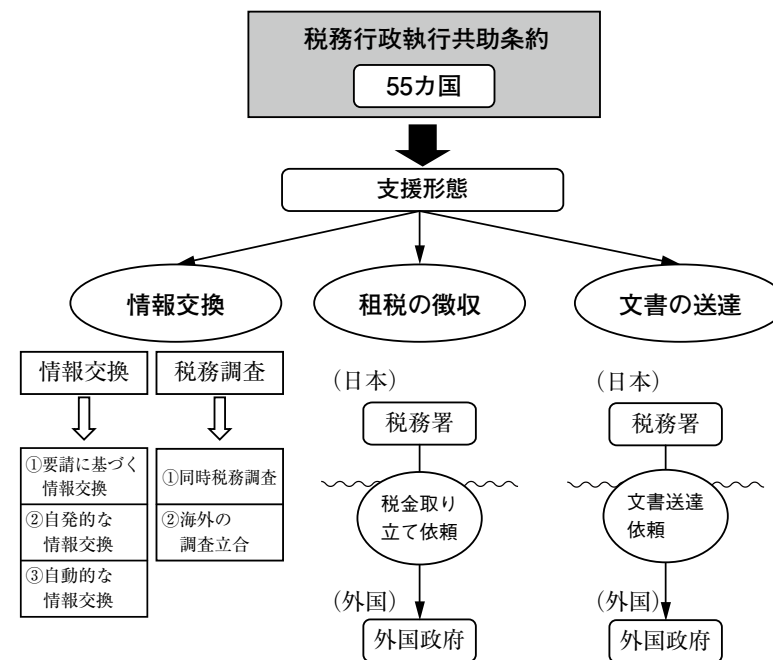 税務行政執行共助条約
55カ国
支援形態
情報交換
租税の徴収
文書の送達
情報交換
税務調査
①要請に基づく
情報交換
②自発的な
情報交換
③自動的な
情報交換
①同時税務調査
②海外の
調査立合
（日本）
税務署
税金取り
立て依頼
（外国）
外国政府
（日本）
税務署
文書送達
依頼
（外国）
外国政府